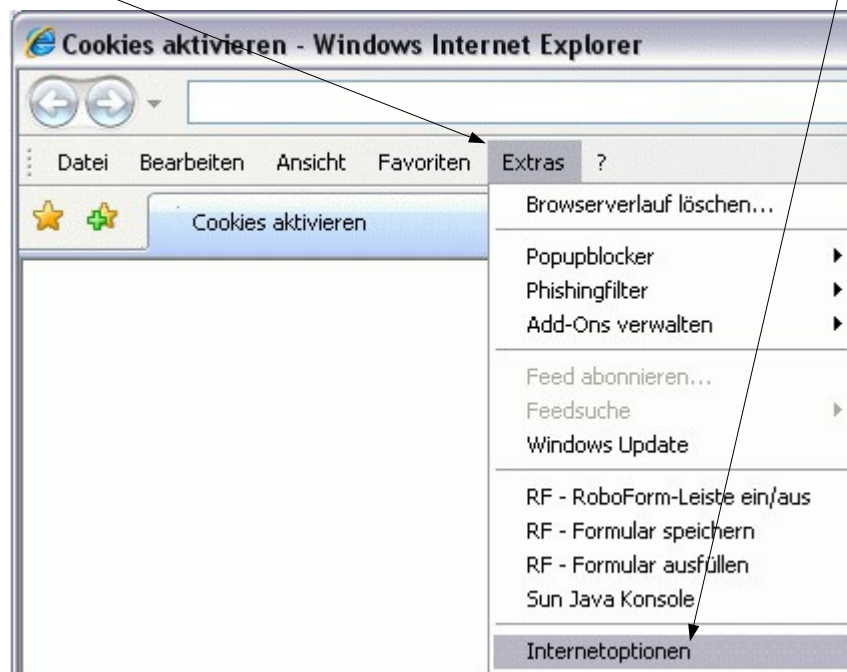 Cookies aktivieren - Windows Internet Explorer
Datei Bearbeiten Ansicht Favoriten Extras ?
Cookies aktivieren
Browserverlauf löschen...
Popupblocker
Phishingfilter
Add-Ons verwalten
Feed abonnieren...
Feedsuche
Windows Update
RF - RoboForm-Leiste ein/aus
RF - Formular speichern
RF - Formular ausfüllen
Sun Java Konsole
Internetoptionen